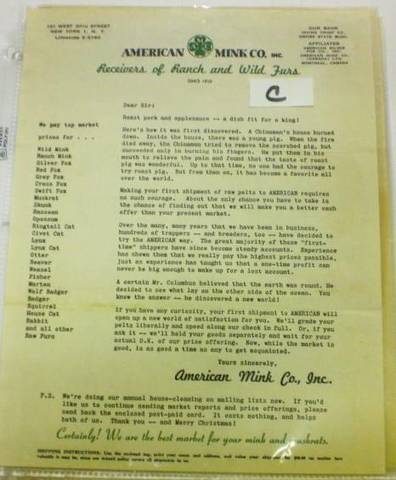 NEW YORK 1, N. Y.
OUR BANK
AFFILIATES
AMERICAN MINK CO. INC.
Receivers of Ranch and Wild Furs
C
Dear Sir:
Roast pork and applesauce -- a dish fit for a king!
We pay top market
prices for . . .
Wild Mink
Ranch Mink
Silver Fox
Red Fox
Grey Fox
Cross Fox
Swift Fox
Muskrat
Skunk
Raccoon
Opossum
Ringtail Cat
Civet Cat
Lynx
Lynx Cat
Otter
Beaver
Weasel
Fisher
Marten
Wolf Badger
Badger
Squirrel
House Cat
Rabbit
and all other
Raw Furs
Here's how it was first discovered. A Chinaman's house burned
down. Inside the house, there was a young pig. When the fire
died away, the Chinaman tried to remove the scorched pig, but
succeeded only in burning his fingers. He put them in his
mouth to relieve the pain and found that the taste of roast
pig was wonderful. Up to that time, no one had the courage to
try roast pig. But from then on, it has become a favorite all
over the world.
Making your first shipment of raw pelts to AMERICAN requires
no such courage. About the only chance you have to take is
the chance of finding out that we will make you a better cash
offer than your present market.
Over the many, many years that we have been in business,
hundreds of trappers -- and breeders, too -- have decided to
try the AMERICAN way. The great majority of these "first-
time" shippers have since become steady accounts. Experience
has shown them that we really pay the highest prices possible,
just as experience has taught us that a one-time profit can
never be big enough to make up for a lost account.
A certain Mr. Columbus believed that the earth was round. He
decided to see what lay on the other side of the ocean. You
know the answer -- he discovered a new world!
If you have any curiosity, your first shipment to AMERICAN will
open up a new world of satisfaction for you. We'll grade your
pelts liberally and speed along our check in full. Or, if you
ask it -- we'll hold your goods separately and wait for your
actual O.K. of our price offering. Now, while the market is
good, is as good a time as any to get acquainted.
Yours sincerely,
American Mink Co., Inc.
P.S. We're doing our annual house-cleaning on mailing lists now. If you'd
like us to continue sending market reports and price offerings, please
send back the enclosed post-paid card. It costs nothing, and helps
both of us. Thank you -- and Merry Christmas!
Certainly! We are the best market for your mink and muskrats.
SHIPPING INSTRUCTIONS: